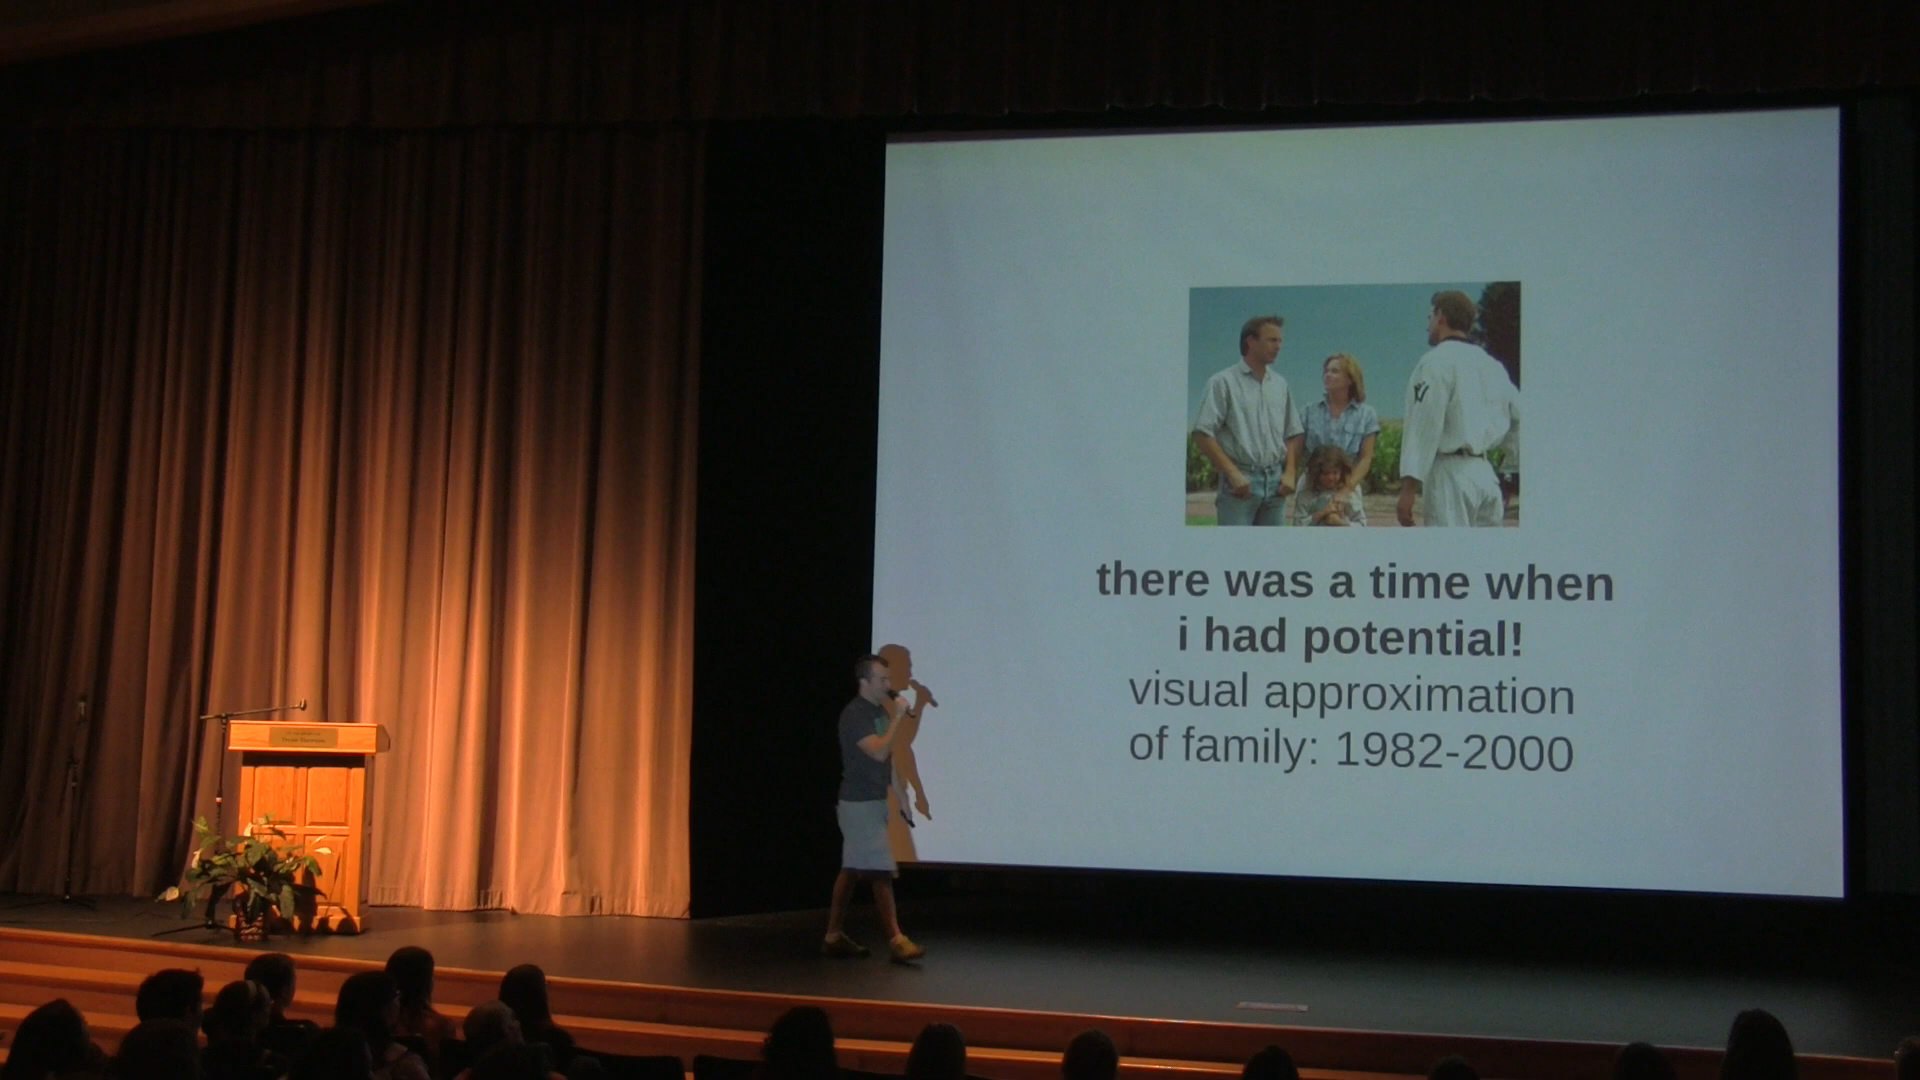 there was a time when
i had potential!
visual approximation
of family: 1982-2000